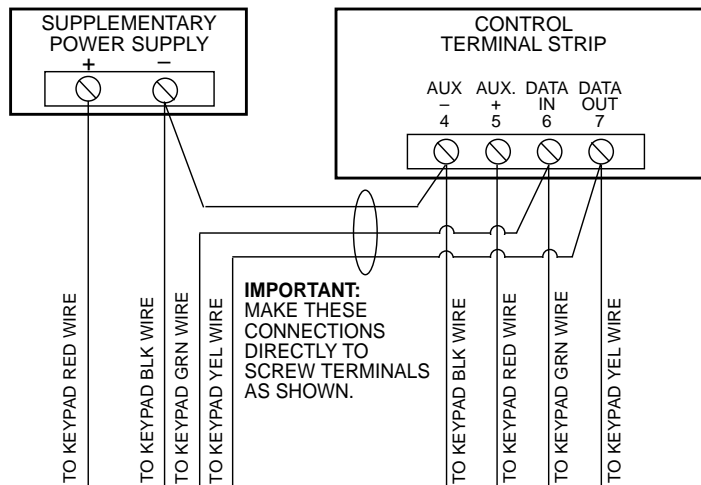 SUPPLEMENTARY
POWER SUPPLY
+ –
CONTROL
TERMINAL STRIP
AUX AUX. DATA DATA
– + IN OUT
4 5 6 7
IMPORTANT:
MAKE THESE
CONNECTIONS
DIRECTLY TO
SCREW TERMINALS
AS SHOWN.
TO KEYPAD RED WIRE
TO KEYPAD BLK WIRE
TO KEYPAD GRN WIRE
TO KEYPAD YEL WIRE
TO KEYPAD BLK WIRE
TO KEYPAD RED WIRE
TO KEYPAD GRN WIRE
TO KEYPAD YEL WIRE